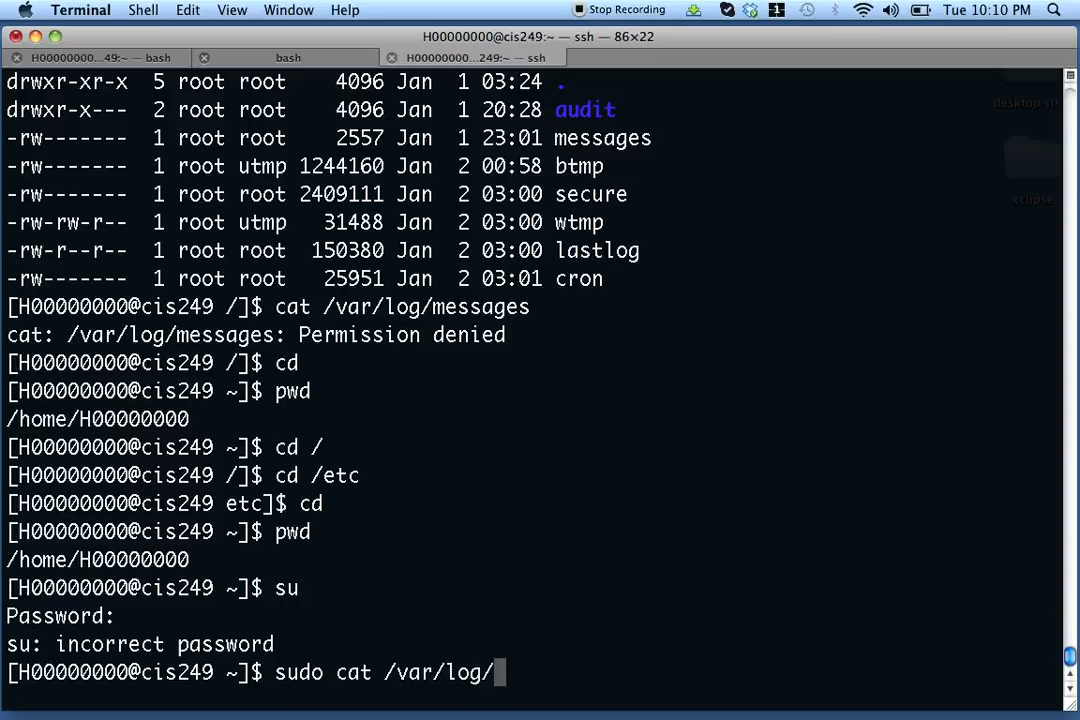 Terminal Shell Edit View Window Help Stop Recording 1 Tue 10:10 PM
H00000000@cis249:~ — ssh — 86×22
H00000000...49:~ — bash bash H00000000...249:~ — ssh
drwxr-xr-x 5 root root 4096 Jan 1 03:24 .
drwxr-x--- 2 root root 4096 Jan 1 20:28 audit
-rw------- 1 root root 2557 Jan 1 23:01 messages
-rw------- 1 root utmp 1244160 Jan 2 00:58 btmp
-rw------- 1 root root 2409111 Jan 2 03:00 secure
-rw-rw-r-- 1 root utmp 31488 Jan 2 03:00 wtmp
-rw-r--r-- 1 root root 150380 Jan 2 03:00 lastlog
-rw------- 1 root root 25951 Jan 2 03:01 cron
[H00000000@cis249 /]$ cat /var/log/messages
cat: /var/log/messages: Permission denied
[H00000000@cis249 /]$ cd
[H00000000@cis249 ~]$ pwd
/home/H00000000
[H00000000@cis249 ~]$ cd /
[H00000000@cis249 /]$ cd /etc
[H00000000@cis249 etc]$ cd
[H00000000@cis249 ~]$ pwd
/home/H00000000
[H00000000@cis249 ~]$ su
Password:
su: incorrect password
[H00000000@cis249 ~]$ sudo cat /var/log/
desktop
eclipse